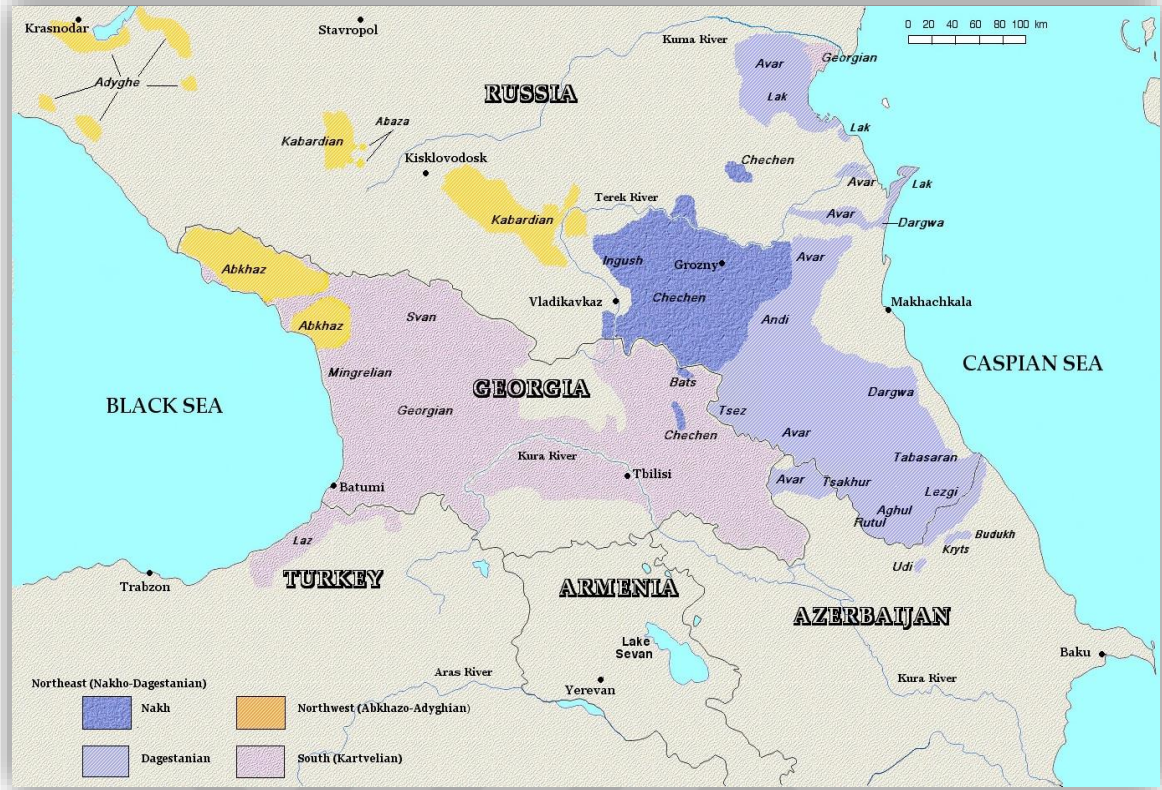 Krasnodar
Stavropol
0 20 40 60 80 100 km
Kuma River
Georgian
Avar
Adyghe
RUSSIA
Lak
Abaza
Lak
Kabardian
Kisklovodosk
Chechen
Avar
Lak
Terek River
Avar
Kabardian
Dargwa
Ingush
Grozny
Avar
Abkhaz
Vladikavkaz
Chechen
Makhachkala
Svan
Andi
Abkhaz
CASPIAN SEA
Mingrelian
GEORGIA
Bats
Dargwa
BLACK SEA
Georgian
Tsez
Chechen
Avar
Kura River
Tabasaran
Tbilisi
Avar
Tsakhur
Batumi
Lezgi
Aghul
Rutul
Budukh
Laz
Kryts
Udi
TURKEY
Trabzon
ARMENIA
AZERBAIJAN
Lake
Sevan
Baku
Aras River
Kura River
Yerevan
Northeast (Nakho-Dagestanian)
Nakh
Northwest (Abkhazo-Adyghian)
Dagestanian
South (Kartvelian)